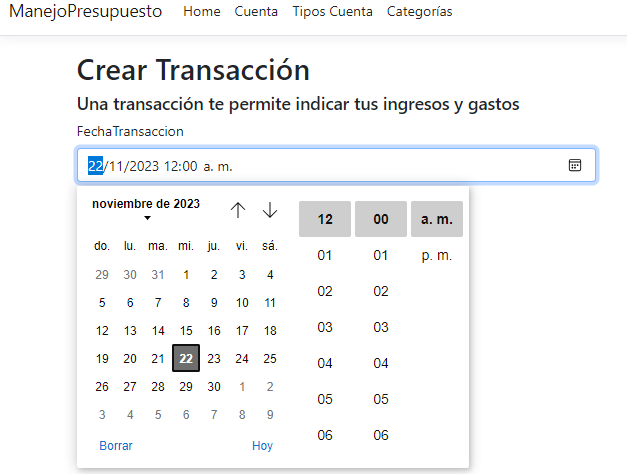 ManejoPresupuesto Home Cuenta Tipos Cuenta Categorías
Crear Transacción
Una transacción te permite indicar tus ingresos y gastos
FechaTransaccion
22/11/2023 12:00 a. m.
noviembre de 2023
do. lu. ma. mi. ju. vi. sá.
29 30 31 1 2 3 4
5 6 7 8 9 10 11
12 13 14 15 16 17 18
19 20 21 22 23 24 25
26 27 28 29 30 1 2
3 4 5 6 7 8 9
Borrar Hoy
12 00 a. m.
01 01 p. m.
02 02
03 03
04 04
05 05
06 06